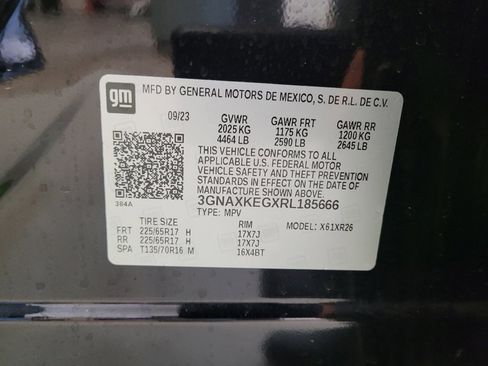 gm
MFD BY GENERAL MOTORS DE MEXICO, S. DE R.L. DE C.V.
09/23 GVWR GAWR FRT GAWR RR
2025 KG 1175 KG 1200 KG
4464 LB 2590 LB 2645 LB
THIS VEHICLE CONFORMS TO ALL
APPLICABLE U.S. FEDERAL MOTOR
VEHICLE SAFETY AND THEFT PREVENTION
STANDARDS IN EFFECT ON THE DATE OF
MANUFACTURE SHOWN ABOVE.
384A 3GNAXKEGXRL185666
TYPE: MPV MODEL: X61XR26
TIRE SIZE RIM
FRT 225/65R17 H 17X7J
RR 225/65R17 H 17X7J
SPA T135/70R16 M 16X4BT